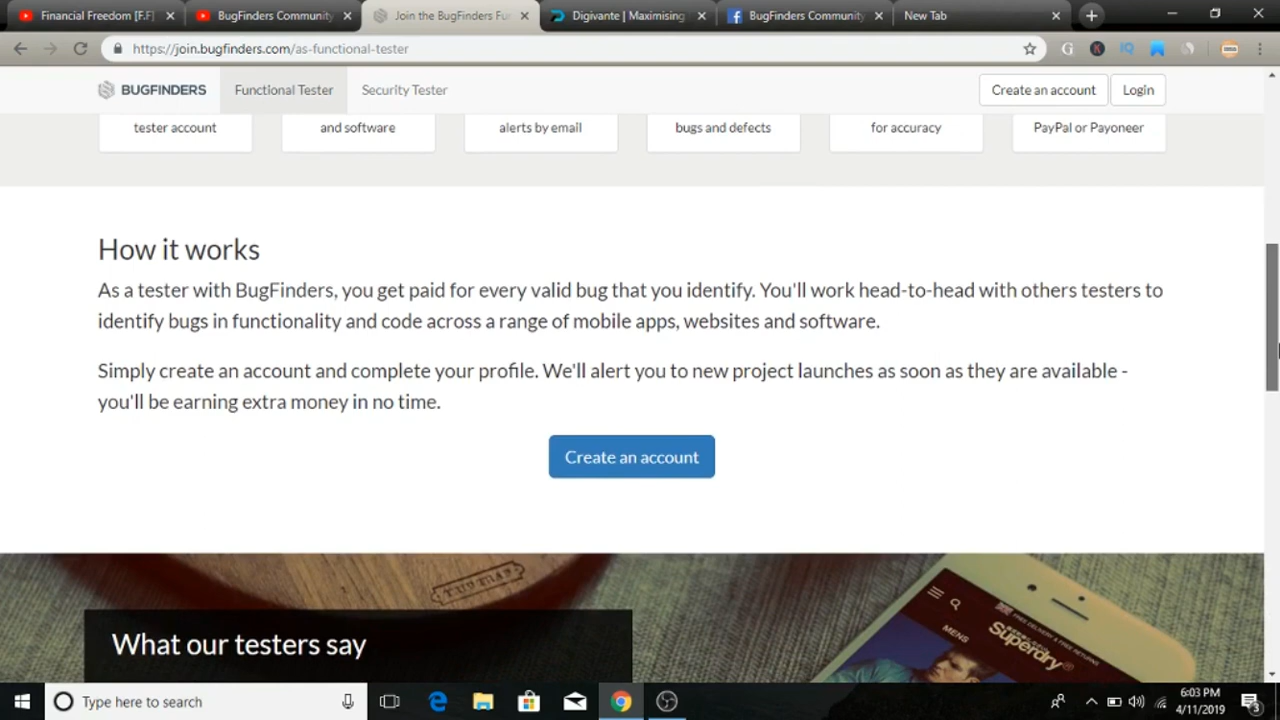 Financial Freedom [F.F]
BugFinders Community
Join the BugFinders Fu
Digivante | Maximising
BugFinders Community
New Tab
https://join.bugfinders.com/as-functional-tester
BUGFINDERS
Functional Tester
Security Tester
Create an account
Login
tester account
and software
alerts by email
bugs and defects
for accuracy
PayPal or Payoneer
How it works
As a tester with BugFinders, you get paid for every valid bug that you identify. You'll work head-to-head with others testers to
identify bugs in functionality and code across a range of mobile apps, websites and software.
Simply create an account and complete your profile. We'll alert you to new project launches as soon as they are available -
you'll be earning extra money in no time.
Create an account
What our testers say
FREE DELIVERY & FREE RETURNS
MENS
Superdry
Type here to search
6:03 PM
4/11/2019
3